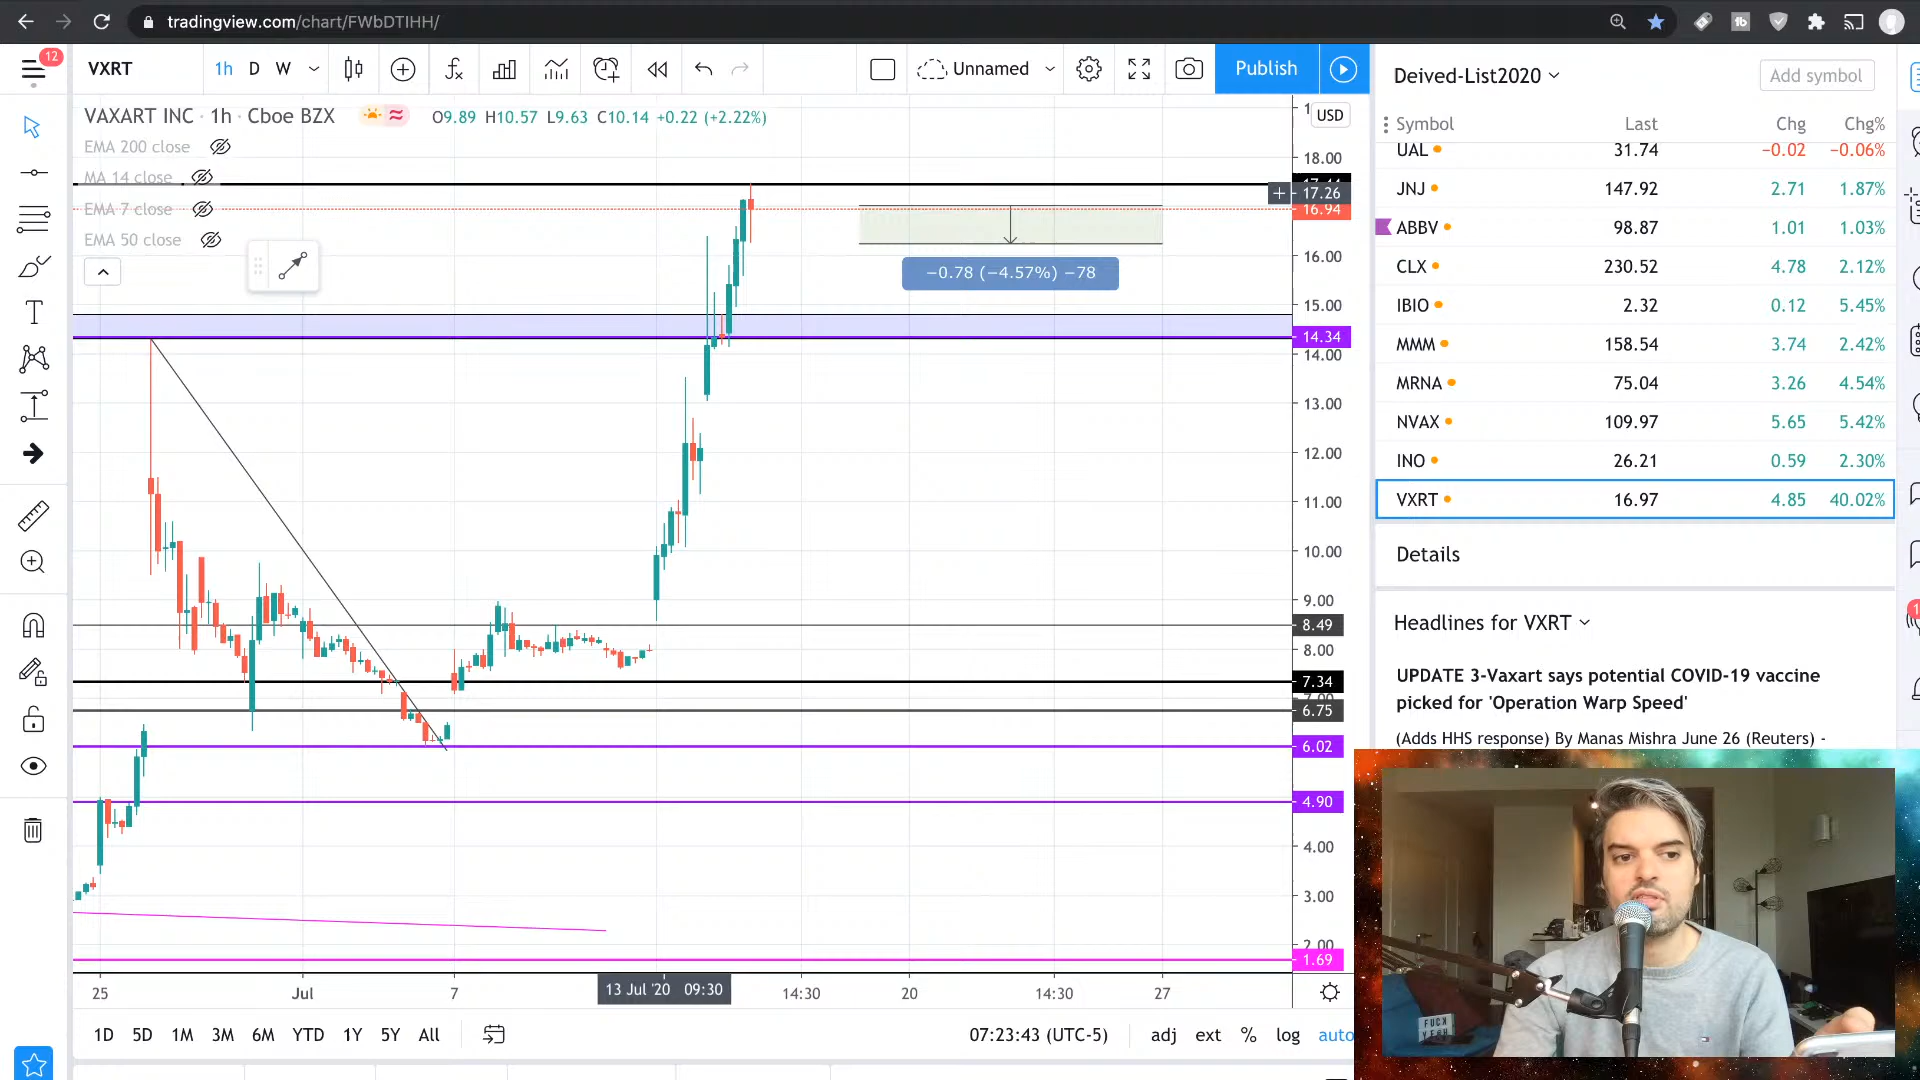 tradingview.com/chart/FWbDTIHH/
12
VXRT
1h D W
Unnamed
Publish
Deived-List2020
Add symbol
VAXART INC · 1h · Cboe BZX
O9.89 H10.57 L9.63 C10.14 +0.22 (+2.22%)
USD
EMA 200 close
MA 14 close
EMA 7 close
EMA 50 close
Symbol Last Chg Chg%
UAL 31.74 −0.02 −0.06%
JNJ 147.92 2.71 1.87%
ABBV 98.87 1.01 1.03%
CLX 230.52 4.78 2.12%
IBIO 2.32 0.12 5.45%
MMM 158.54 3.74 2.42%
MRNA 75.04 3.26 4.54%
NVAX 109.97 5.65 5.42%
INO 26.21 0.59 2.30%
VXRT 16.97 4.85 40.02%
18.00
17.26
16.94
16.00
−0.78 (−4.57%) −78
15.00
14.34
14.00
13.00
12.00
11.00
10.00
9.00
8.49
8.00
7.34
6.75
6.02
4.90
4.00
3.00
2.00
1.69
Details
Headlines for VXRT
UPDATE 3-Vaxart says potential COVID-19 vaccine
picked for 'Operation Warp Speed'
(Adds HHS response) By Manas Mishra June 26 (Reuters) -
25 Jul 7 13 Jul '20 09:30 14:30 20 14:30 27
1D 5D 1M 3M 6M YTD 1Y 5Y All
07:23:43 (UTC-5) adj ext % log auto
FUCK
YEAH